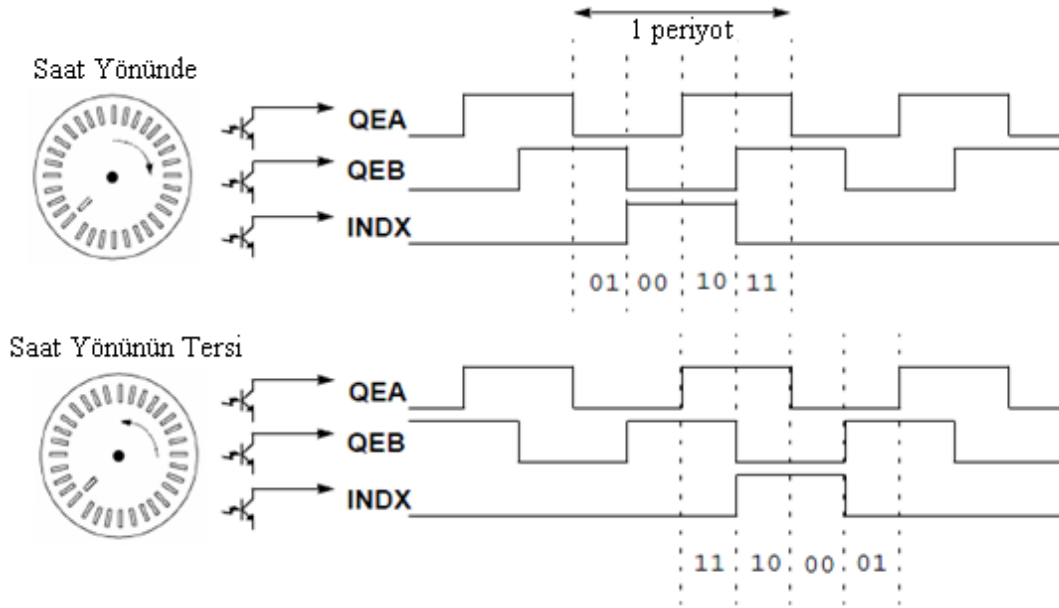 1 periyot
Saat Yönünde
QEA
QEB
INDX
01 00 10 11
Saat Yönünün Tersi
QEA
QEB
INDX
11 10 00 01